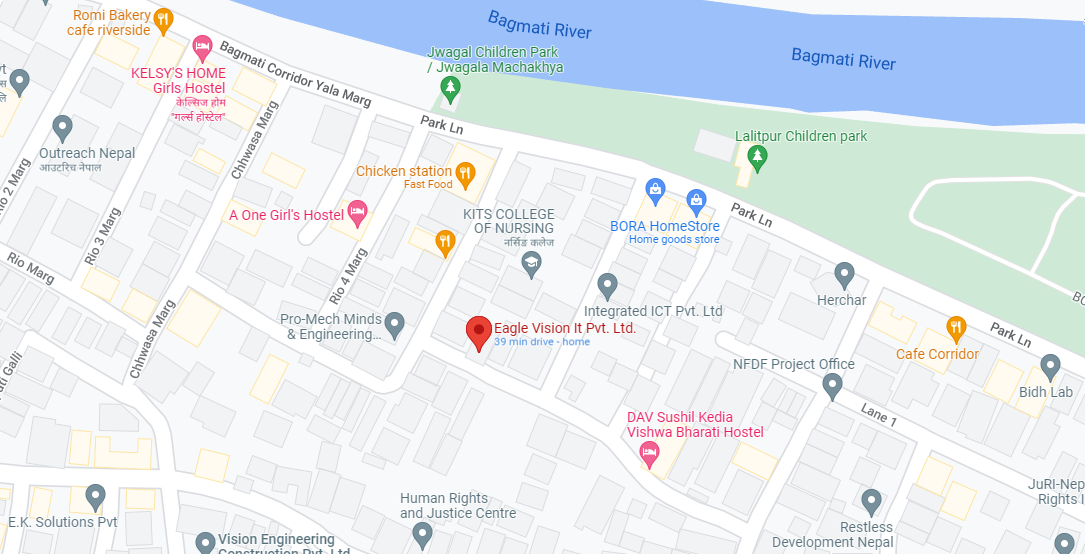 Romi Bakery
cafe riverside
Bagmati River
Bagmati River
KELSY'S HOME
Girls Hostel
केल्सिज होम
"गर्ल्स होस्टेल"
Bagmati Corridor Yala Marg
Jwagal Children Park
/ Jwagala Machakhya
Park Ln
Lalitpur Children park
Outreach Nepal
आउटरिच नेपाल
Chhwasa Marg
Chicken station
Fast Food
Rio 2 Marg
A One Girl's Hostel
KITS COLLEGE
OF NURSING
नर्सिङ कलेज
BORA HomeStore
Home goods store
Park Ln
Rio 3 Marg
Rio Marg
Rio 4 Marg
Herchar
Integrated ICT Pvt. Ltd
Pro-Mech Minds
& Engineering...
Eagle Vision It Pvt. Ltd.
39 min drive - home
Park Ln
Chhwasa Marg
Cafe Corridor
NFDF Project Office
Bidh Lab
Galli
Lane 1
DAV Sushil Kedia
Vishwa Bharati Hostel
Human Rights
and Justice Centre
JuRI-Nep
Rights
E.K. Solutions Pvt
Restless
Development Nepal
Vision Engineering
Construction Pvt. Ltd